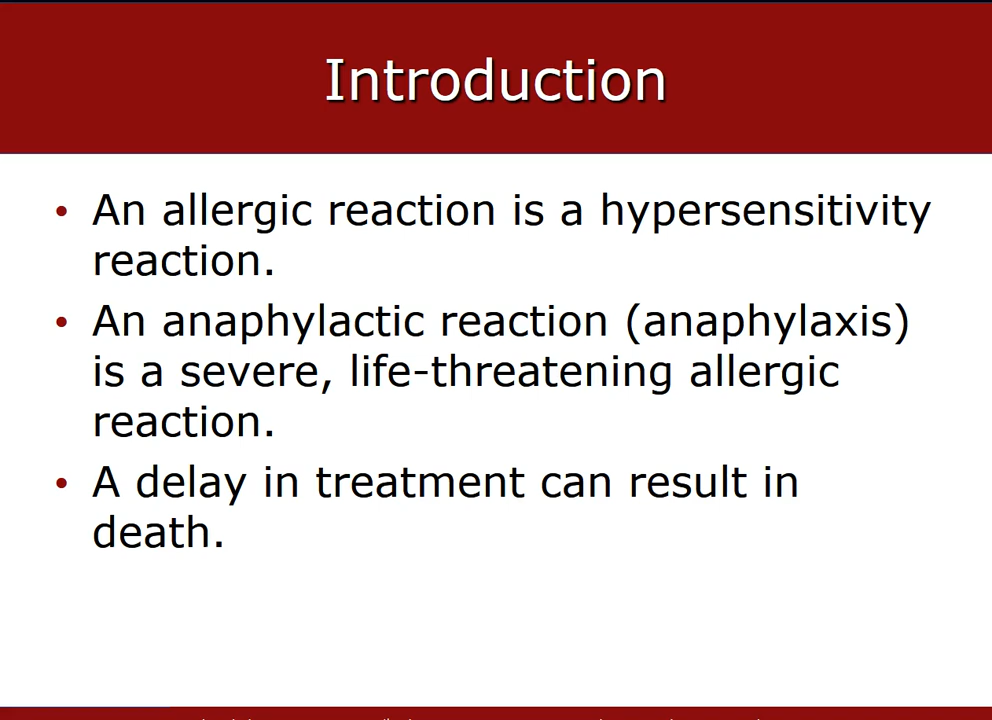 Introduction
• An allergic reaction is a hypersensitivity
reaction.
• An anaphylactic reaction (anaphylaxis)
is a severe, life-threatening allergic
reaction.
• A delay in treatment can result in
death.